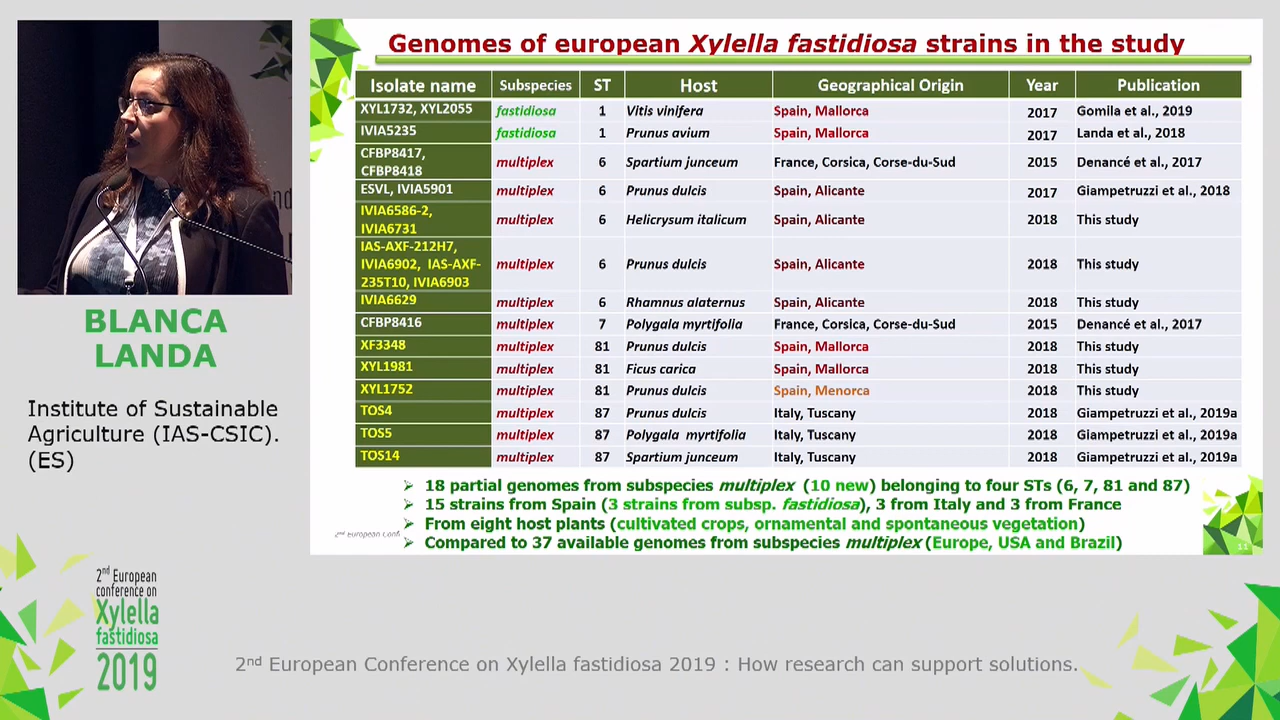 Genomes of european Xylella fastidiosa strains in the study
Isolate name Subspecies ST Host Geographical Origin Year Publication
XYL1732, XYL2055 fastidiosa 1 Vitis vinifera Spain, Mallorca 2017 Gomila et al., 2019
IVIA5235 fastidiosa 1 Prunus avium Spain, Mallorca 2017 Landa et al., 2018
CFBP8417,
CFBP8418 multiplex 6 Spartium junceum France, Corsica, Corse-du-Sud 2015 Denancé et al., 2017
ESVL, IVIA5901 multiplex 6 Prunus dulcis Spain, Alicante 2017 Giampetruzzi et al., 2018
IVIA6586-2,
IVIA6731 multiplex 6 Helicrysum italicum Spain, Alicante 2018 This study
IAS-AXF-212H7,
IVIA6902, IAS-AXF-
235T10, IVIA6903 multiplex 6 Prunus dulcis Spain, Alicante 2018 This study
IVIA6629 multiplex 6 Rhamnus alaternus Spain, Alicante 2018 This study
CFBP8416 multiplex 7 Polygala myrtifolia France, Corsica, Corse-du-Sud 2015 Denancé et al., 2017
XF3348 multiplex 81 Prunus dulcis Spain, Mallorca 2018 This study
XYL1981 multiplex 81 Ficus carica Spain, Mallorca 2018 This study
XYL1752 multiplex 81 Prunus dulcis Spain, Menorca 2018 This study
TOS4 multiplex 87 Prunus dulcis Italy, Tuscany 2018 Giampetruzzi et al., 2019a
TOS5 multiplex 87 Polygala myrtifolia Italy, Tuscany 2018 Giampetruzzi et al., 2019a
TOS14 multiplex 87 Spartium junceum Italy, Tuscany 2018 Giampetruzzi et al., 2019a
➢ 18 partial genomes from subspecies multiplex (10 new) belonging to four STs (6, 7, 81 and 87)
➢ 15 strains from Spain (3 strains from subsp. fastidiosa), 3 from Italy and 3 from France
➢ From eight host plants (cultivated crops, ornamental and spontaneous vegetation)
➢ Compared to 37 available genomes from subspecies multiplex (Europe, USA and Brazil)
2nd European Conf
11
BLANCA
LANDA
Institute of Sustainable
Agriculture (IAS-CSIC).
(ES)
2nd European
conference on
Xylella
fastidiosa
2019
2nd European Conference on Xylella fastidiosa 2019 : How research can support solutions.